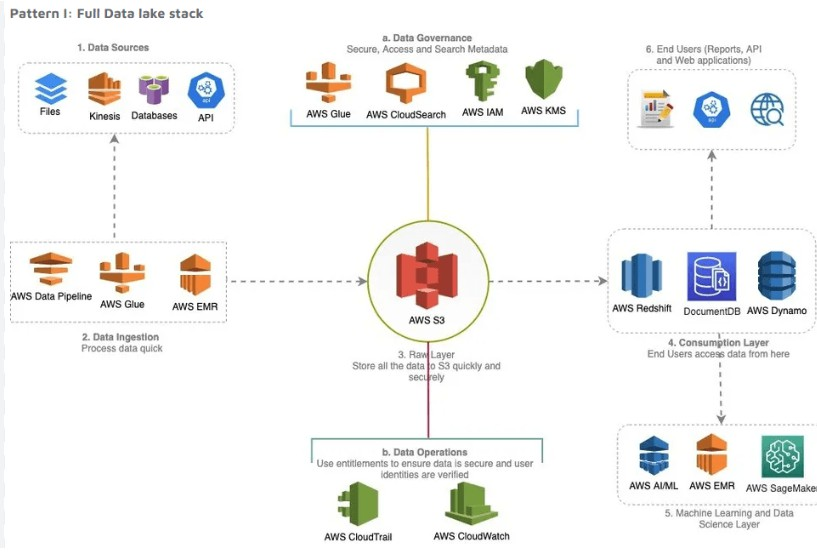 Pattern I: Full Data lake stack
1. Data Sources
Files
Kinesis
Databases
API
API
a. Data Governance
Secure, Access and Search Metadata
AWS Glue
AWS CloudSearch
AWS IAM
AWS KMS
6. End Users (Reports, API
and Web applications)
API
AWS Data Pipeline
AWS Glue
AWS EMR
2. Data Ingestion
Process data quick
AWS S3
3. Raw Layer
Store all the data to S3 quickly and
securely
AWS Redshift
DocumentDB
AWS Dynamo
4. Consumption Layer
End Users access data from here
b. Data Operations
Use entitlements to ensure data is secure and user
identities are verified
AWS CloudTrail
AWS CloudWatch
AWS AI/ML
AWS EMR
AWS SageMake
5. Machine Learning and Data
Science Layer